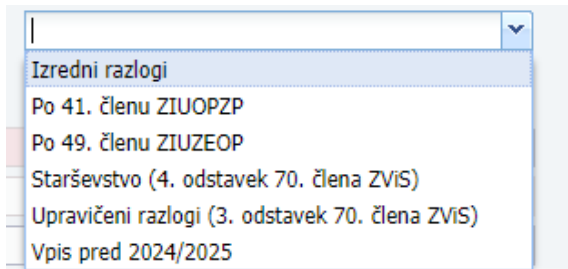 Izredni razlogi
Po 41. členu ZIUOPZP
Po 49. členu ZIUZEOP
Starševstvo (4. odstavek 70. člena ZViS)
Upravičeni razlogi (3. odstavek 70. člena ZViS)
Vpis pred 2024/2025